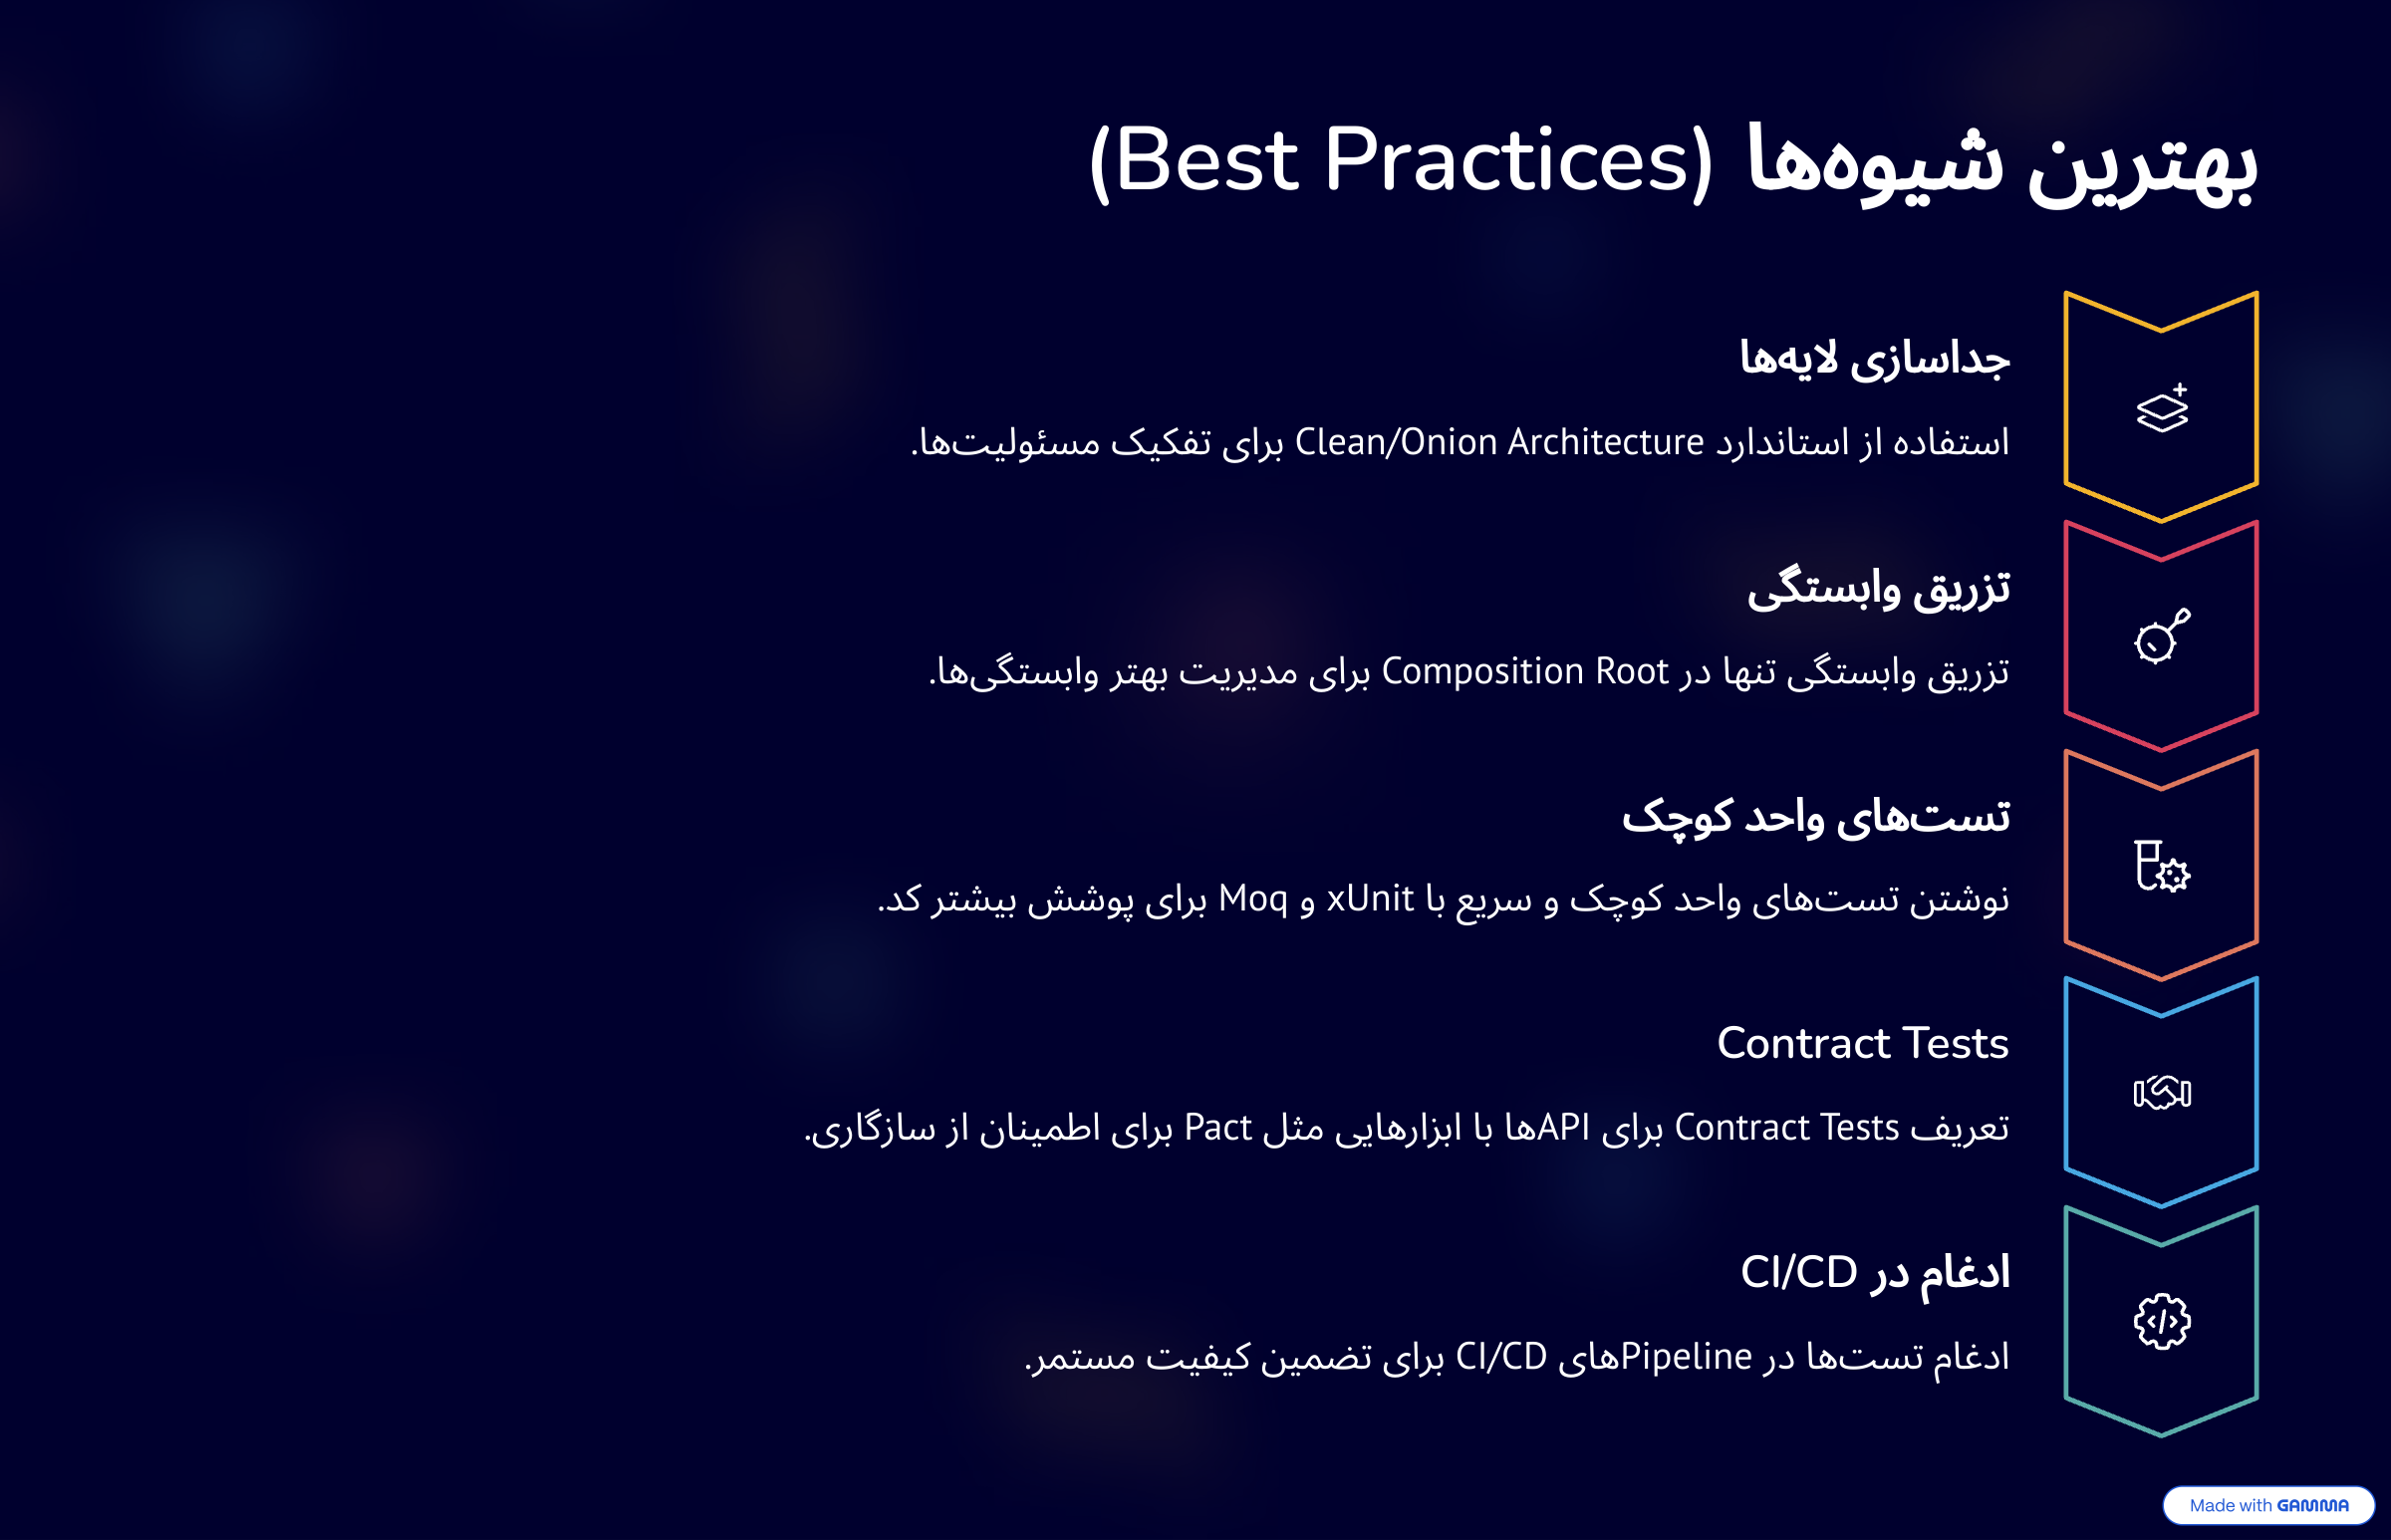 بهترین شیوه‌ها (Best Practices)
جداسازی لایه‌ها
استفاده از استاندارد Clean/Onion Architecture برای تفکیک مسئولیت‌ها.
تزریق وابستگی
تزریق وابستگی تنها در Composition Root برای مدیریت بهتر وابستگی‌ها.
تست‌های واحد کوچک
نوشتن تست‌های واحد کوچک و سریع با xUnit و Moq برای پوشش بیشتر کد.
Contract Tests
تعریف Contract Tests برای APIها با ابزارهایی مثل Pact برای اطمینان از سازگاری.
ادغام در CI/CD
ادغام تست‌ها در Pipelineهای CI/CD برای تضمین کیفیت مستمر.
Made with GAMMA